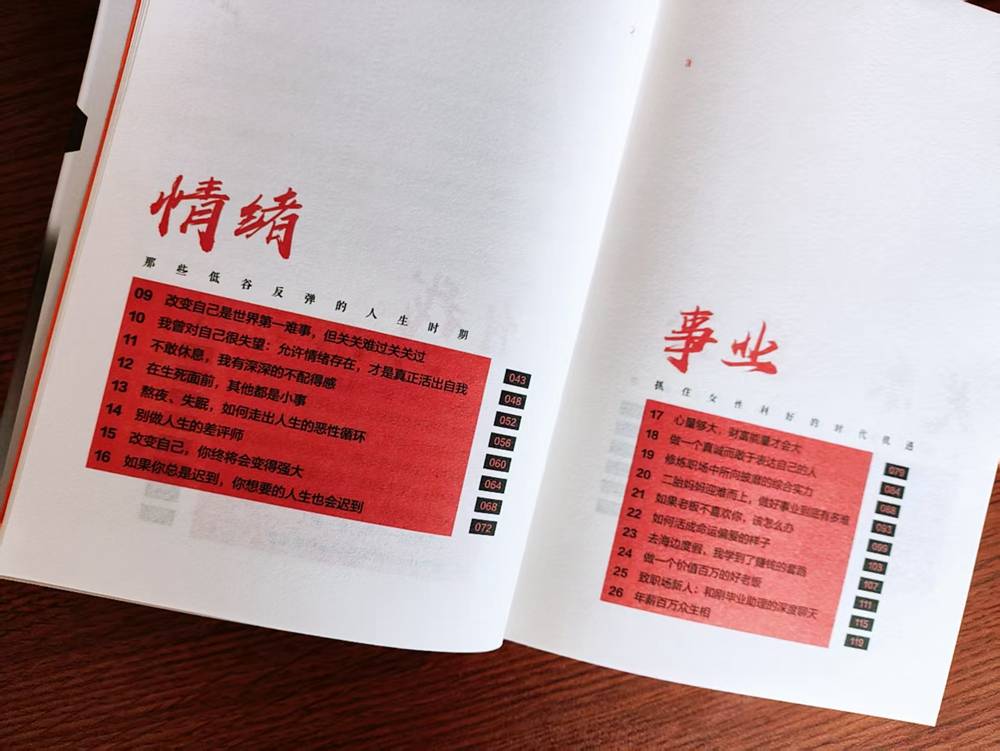 2
情绪
那些低谷反弹的人生时期
09 改变自己是世界第一难事，但关关难过关关过 043
10 我曾对自己很失望：允许情绪存在，才是真正活出自我 048
11 不敢休息，我有深深的不配得感 052
12 在生死面前，其他都是小事 056
13 熬夜、失眠，如何走出人生的恶性循环 060
14 别做人生的差评师 064
15 改变自己，你终将会变得强大 068
16 如果你总是迟到，你想要的人生也会迟到 072
3
事业
抓住女性利好的时代机遇
17 心量够大，财富能量才会大 079
18 做一个真诚而敢于表达自己的人 084
19 修炼职场中所向披靡的综合实力 088
20 二胎妈妈迎难而上，做好事业到底有多难 093
21 如果老板不喜欢你，该怎么办 099
22 如何活成命运偏爱的样子 103
23 去海边度假、我学到了赚钱的套路 107
24 做一个价值百万的好老板 111
25 致职场新人：和刚毕业助理的深度聊天 115
26 年薪百万众生相 119